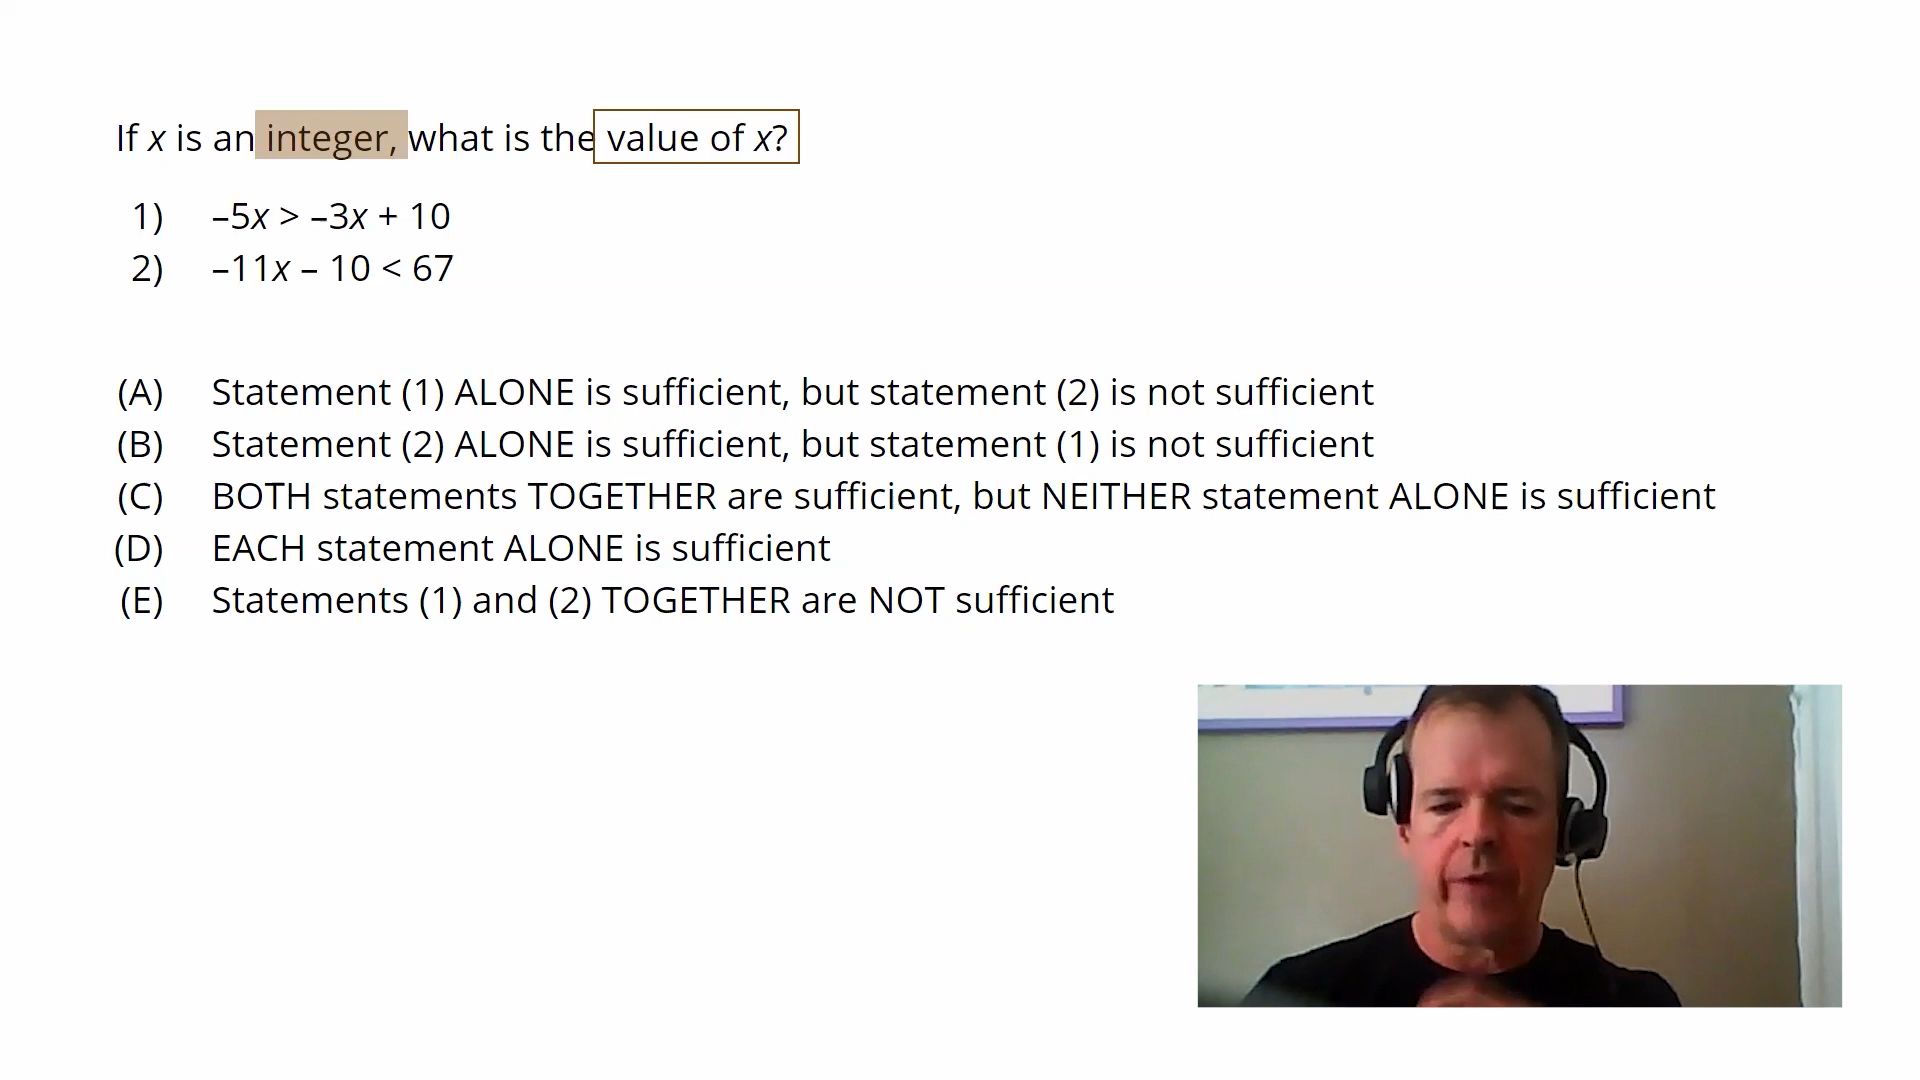 If x is an integer, what is the value of x?
1) –5x > –3x + 10
2) –11x – 10 < 67
(A) Statement (1) ALONE is sufficient, but statement (2) is not sufficient
(B) Statement (2) ALONE is sufficient, but statement (1) is not sufficient
(C) BOTH statements TOGETHER are sufficient, but NEITHER statement ALONE is sufficient
(D) EACH statement ALONE is sufficient
(E) Statements (1) and (2) TOGETHER are NOT sufficient